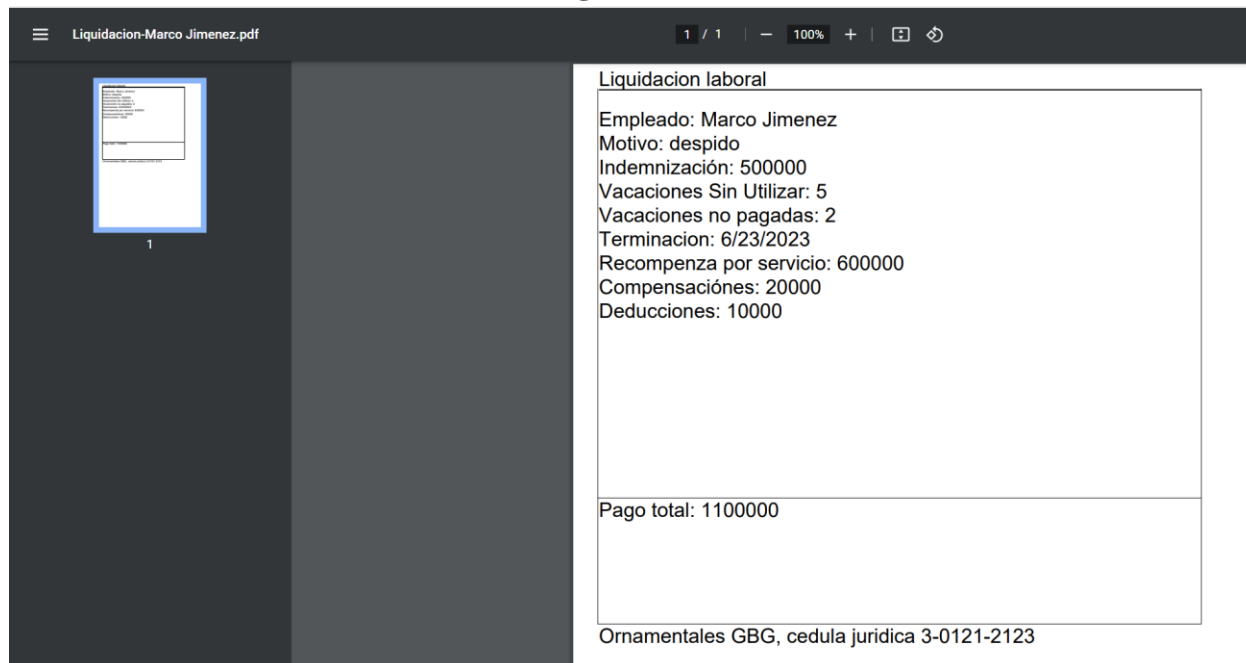 Liquidacion-Marco Jimenez.pdf
1 / 1
100%
1
Liquidacion laboral
Empleado: Marco Jimenez
Motivo: despido
Indemnización: 500000
Vacaciones Sin Utilizar: 5
Vacaciones no pagadas: 2
Terminacion: 6/23/2023
Recompenza por servicio: 600000
Compensaciónes: 20000
Deducciones: 10000
Pago total: 1100000
Ornamentales GBG, cedula juridica 3-0121-2123